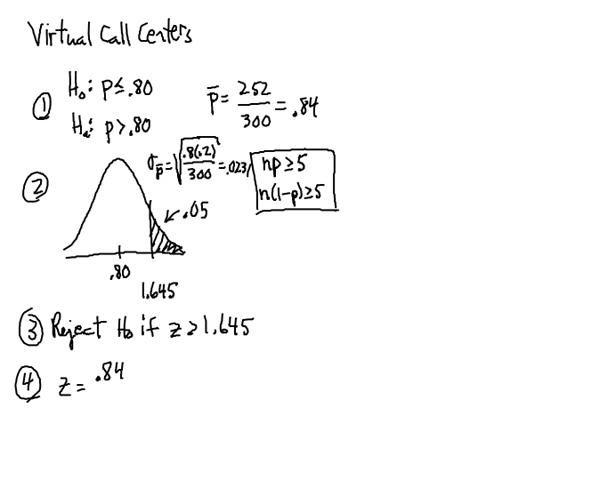 Virtual Call Centers
① H₀: p ≤ .80
Hₐ: p > .80
p̄ = 252/300 = .84
② σp̄ = √(.8(.2)/300) = .023
np ≥ 5
n(1-p) ≥ 5
.05
.80
1.645
③ Reject H₀ if z > 1.645
④ z = .84